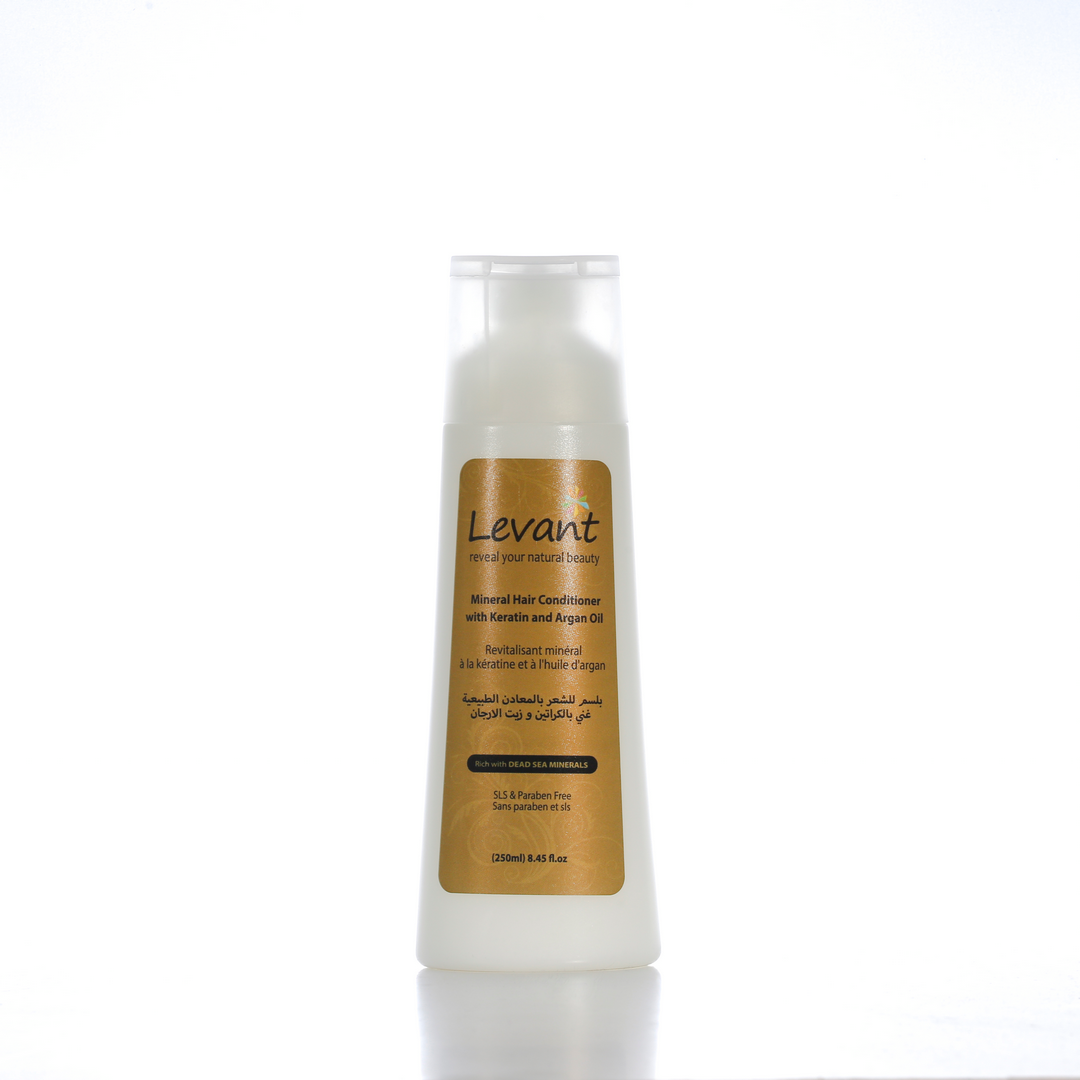 Levant
reveal your natural beauty
Mineral Hair Conditioner
with Keratin and Argan Oil
Revitalisant minéral
à la kératine et à l'huile d'argan
بلسم للشعر بالمعادن الطبيعية
غني بالكراتين و زيت الارجان
Rich with DEAD SEA MINERALS
SLS & Paraben Free
Sans paraben et sls
(250ml) 8.45 fl.oz